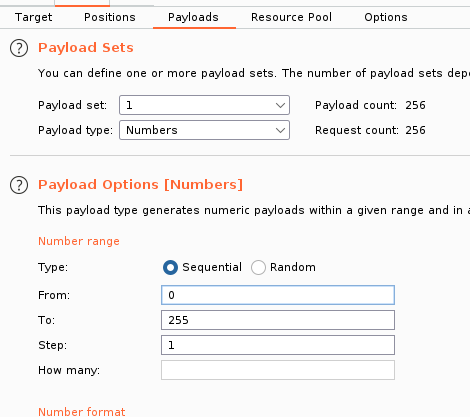 Target Positions Payloads Resource Pool Options
? Payload Sets
You can define one or more payload sets. The number of payload sets
Payload set: 1 Payload count: 256
Payload type: Numbers Request count: 256
? Payload Options [Numbers]
This payload type generates numeric payloads within a given range and in a
Number range
Type: Sequential Random
From: 0
To: 255
Step: 1
How many:
Number format